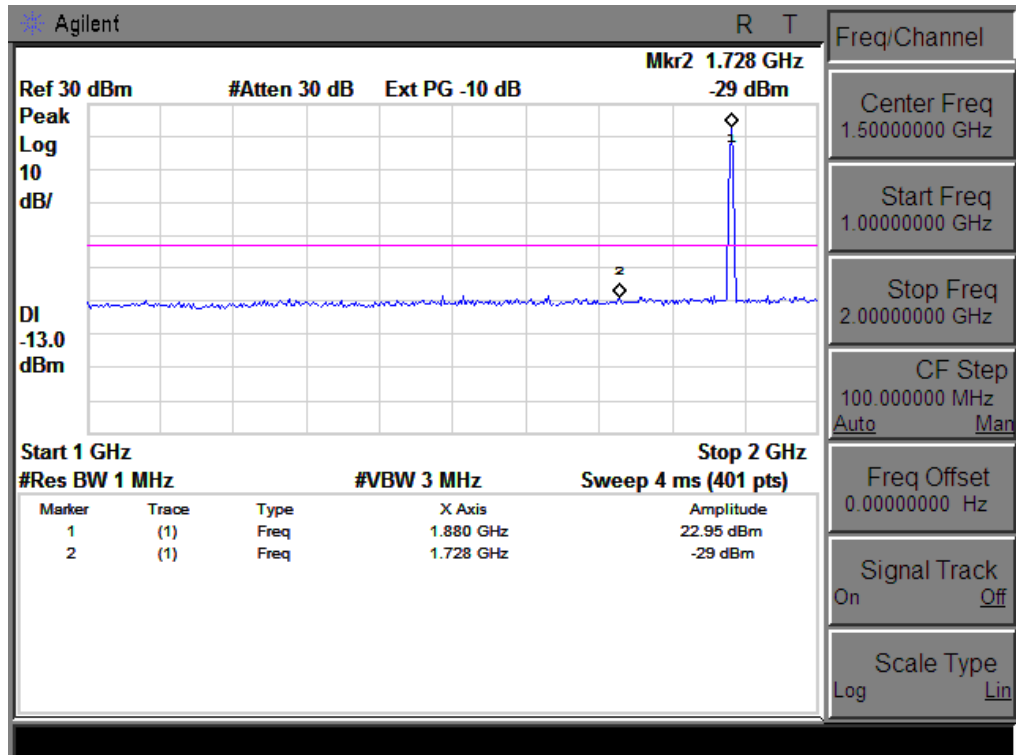 Agilent R T
Mkr2 1.728 GHz
Ref 30 dBm #Atten 30 dB Ext PG -10 dB -29 dBm
Peak
Log
10
dB/
1
2
DI
-13.0
dBm
Start 1 GHz Stop 2 GHz
#Res BW 1 MHz #VBW 3 MHz Sweep 4 ms (401 pts)
Marker Trace Type X Axis Amplitude
1 (1) Freq 1.880 GHz 22.95 dBm
2 (1) Freq 1.728 GHz -29 dBm
Freq/Channel
Center Freq
1.50000000 GHz
Start Freq
1.00000000 GHz
Stop Freq
2.00000000 GHz
CF Step
100.000000 MHz
Auto Man
Freq Offset
0.00000000 Hz
Signal Track
On Off
Scale Type
Log Lin